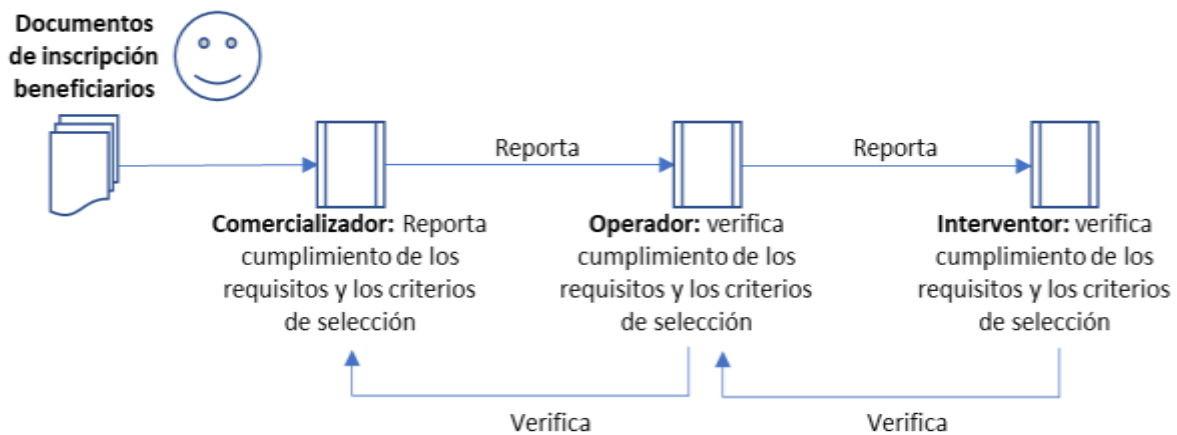 Documentos
de inscripción
beneficiarios
Reporta
Reporta
Comercializador: Reporta
cumplimiento de los
requisitos y los criterios
de selección
Operador: verifica
cumplimiento de los
requisitos y los criterios
de selección
Interventor: verifica
cumplimiento de los
requisitos y los criterios
de selección
Verifica
Verifica